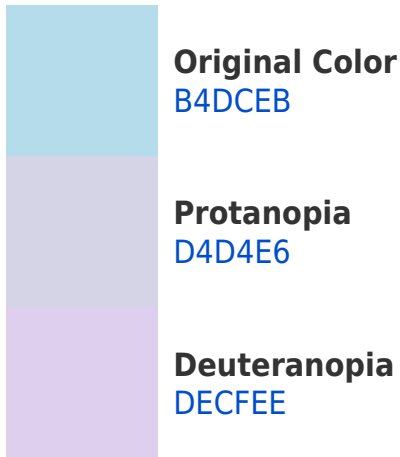 Original Color
B4DCEB
Protanopia
D4D4E6
Deuteranopia
DECFEE